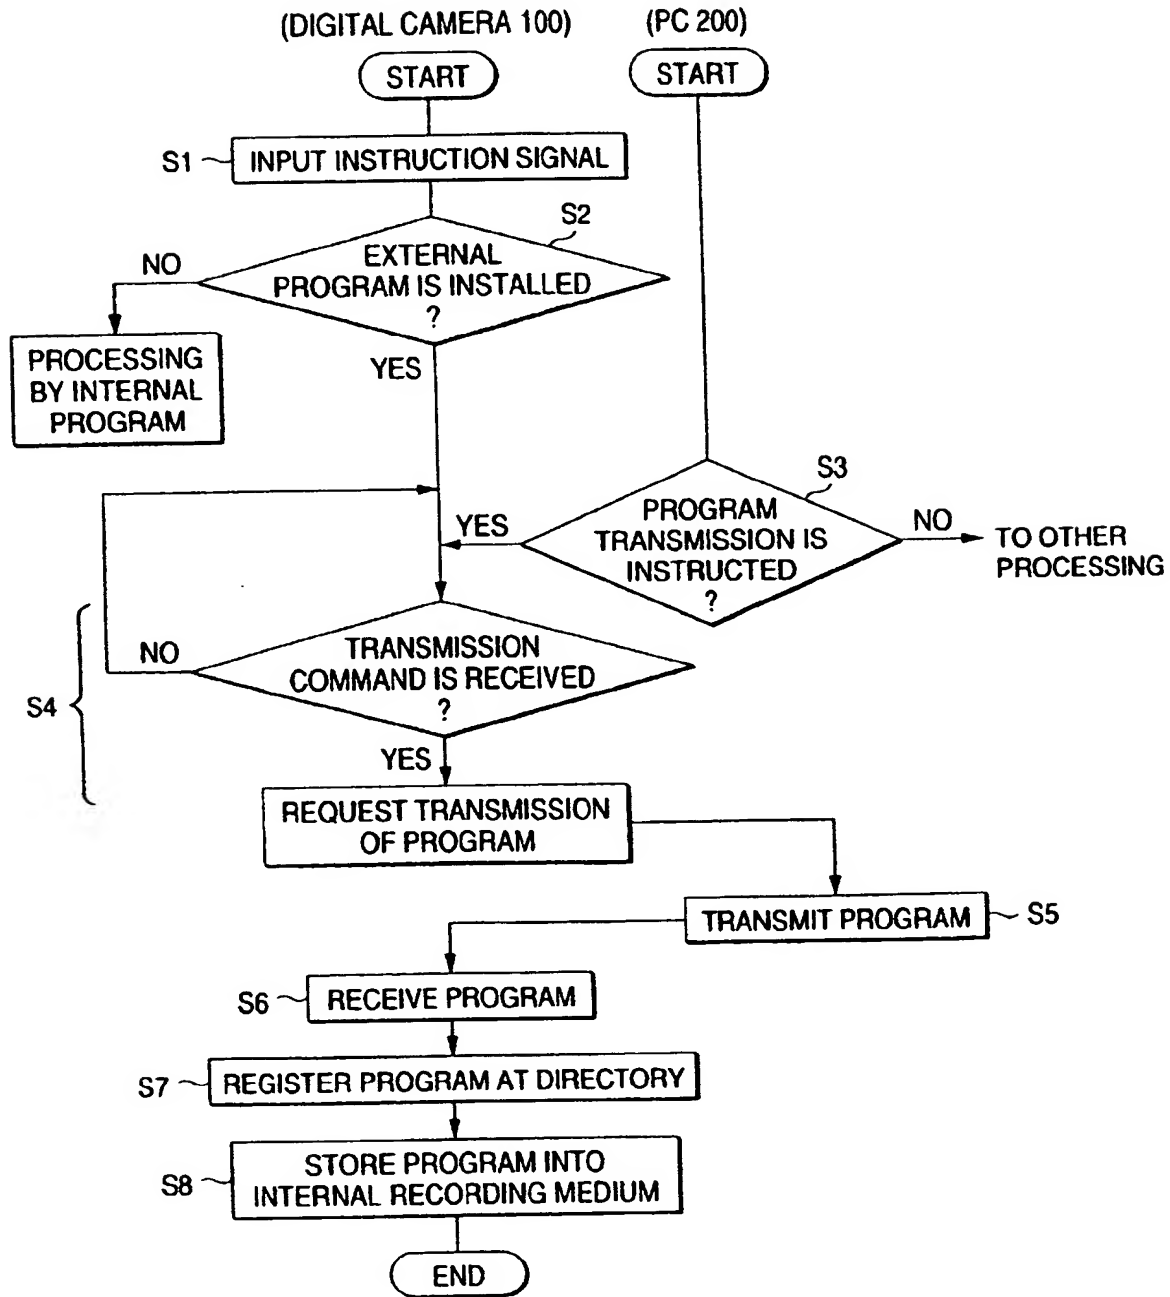 (DIGITAL CAMERA 100)
(PC 200)
START
START
S1
INPUT INSTRUCTION SIGNAL
S2
EXTERNAL
PROGRAM IS INSTALLED
?
NO
PROCESSING
BY INTERNAL
PROGRAM
YES
S3
PROGRAM
TRANSMISSION IS
INSTRUCTED
?
YES
NO
TO OTHER
PROCESSING
S4
TRANSMISSION
COMMAND IS RECEIVED
?
NO
YES
REQUEST TRANSMISSION
OF PROGRAM
TRANSMIT PROGRAM
S5
S6
RECEIVE PROGRAM
S7
REGISTER PROGRAM AT DIRECTORY
S8
STORE PROGRAM INTO
INTERNAL RECORDING MEDIUM
END